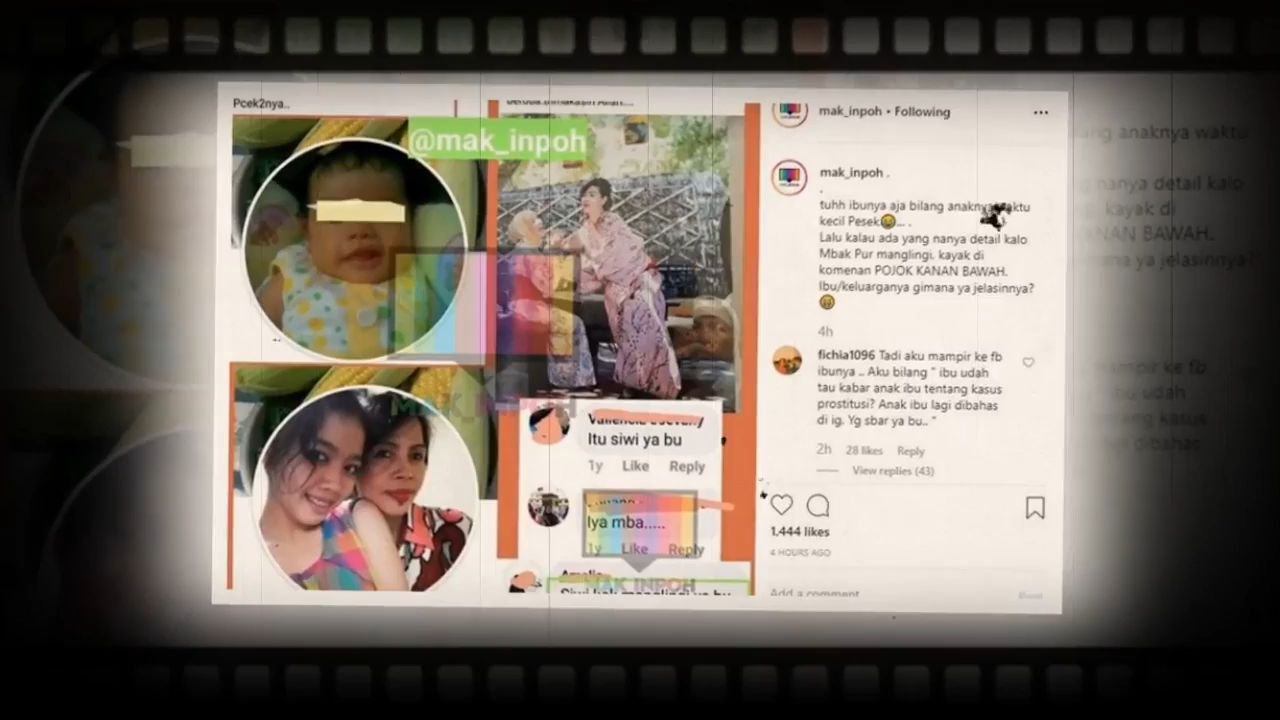 Pcek2nya..
@mak_inpoh
Itu siwi ya bu
1y Like Reply
Iya mba.....
1y Like Reply
MAK INPOH
Amalia
mak_inpoh • Following
mak_inpoh .
.
tuhh ibunya aja bilang anaknya waktu
kecil Pesek😂... .
Lalu kalau ada yang nanya detail kalo
Mbak Pur manglingi, kayak di
komenan POJOK KANAN BAWAH.
Ibu/keluarganya gimana ya jelasinnya?
4h
fichia1096 Tadi aku mampir ke fb
ibunya .. Aku bilang " ibu udah
tau kabar anak ibu tentang kasus
prostitusi? Anak ibu lagi dibahas
di ig. Yg sbar ya bu.. "
2h 28 likes Reply
View replies (43)
1.444 likes
4 HOURS AGO
Add a comment